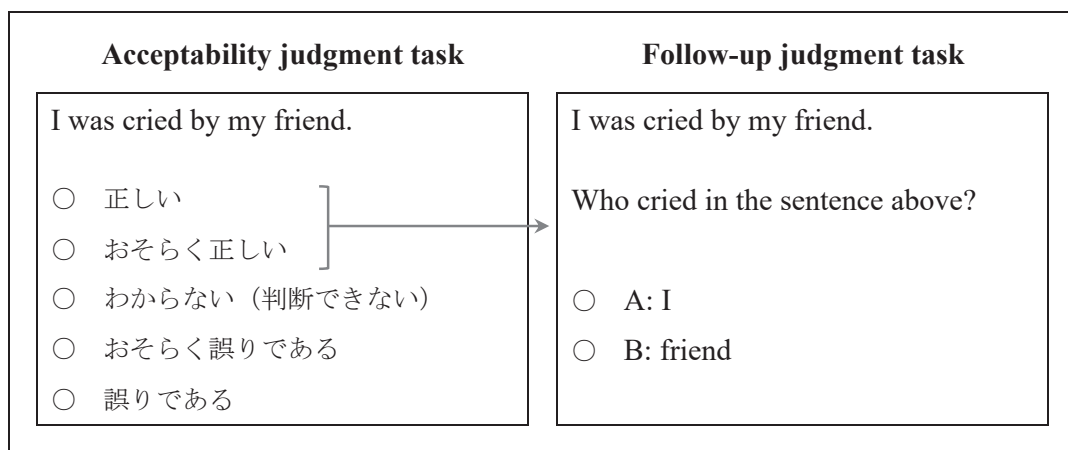 Acceptability judgment task
I was cried by my friend.
○ 正しい
○ おそらく正しい
○ わからない（判断できない）
○ おそらく誤りである
○ 誤りである
Follow-up judgment task
I was cried by my friend.
Who cried in the sentence above?
○ A: I
○ B: friend